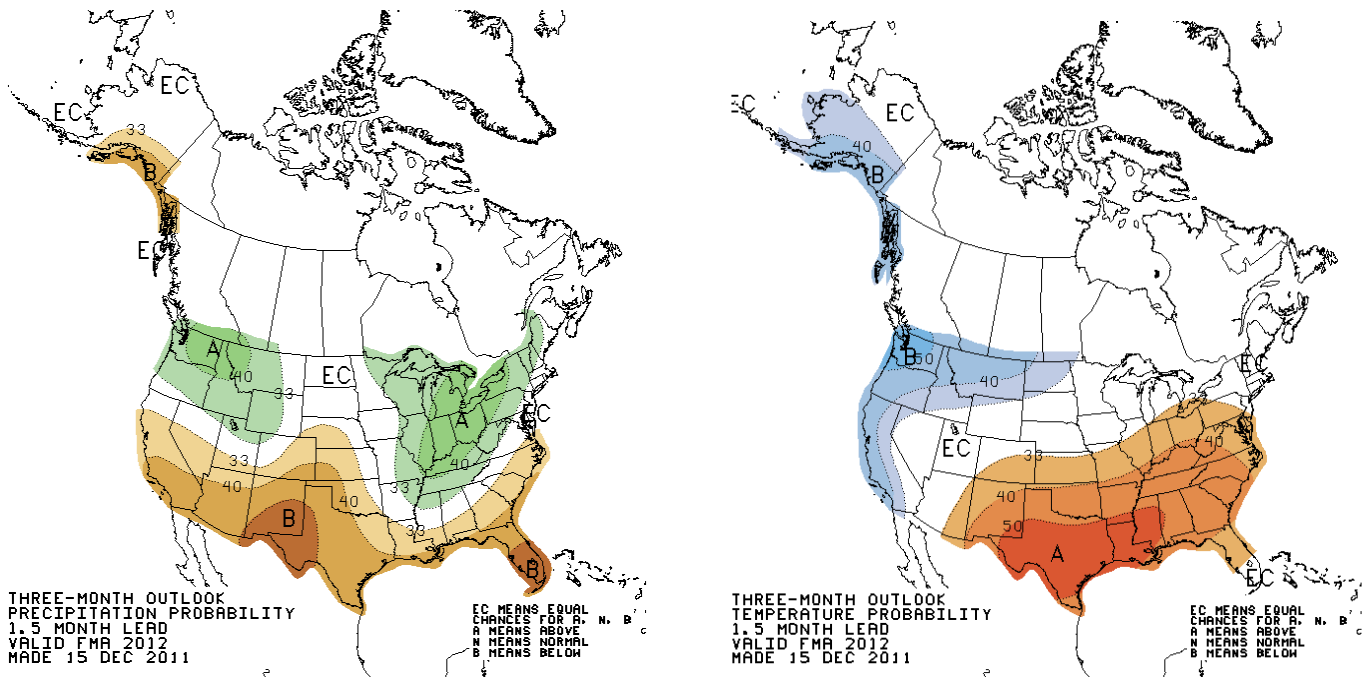 EC
EC
33
B
EC
A
40
33
EC
A
EC
40
33
40
33
40
B
33
B
THREE-MONTH OUTLOOK
PRECIPITATION PROBABILITY
1.5 MONTH LEAD
VALID FMA 2012
MADE 15 DEC 2011
EC MEANS EQUAL
CHANCES FOR A, N, B
A MEANS ABOVE
N MEANS NORMAL
B MEANS BELOW
EC
EC
40
B
B
50
40
EC
EC
33
40
33
40
50
A
EC
THREE-MONTH OUTLOOK
TEMPERATURE PROBABILITY
1.5 MONTH LEAD
VALID FMA 2012
MADE 15 DEC 2011
EC MEANS EQUAL
CHANCES FOR A, N, B
A MEANS ABOVE
N MEANS NORMAL
B MEANS BELOW